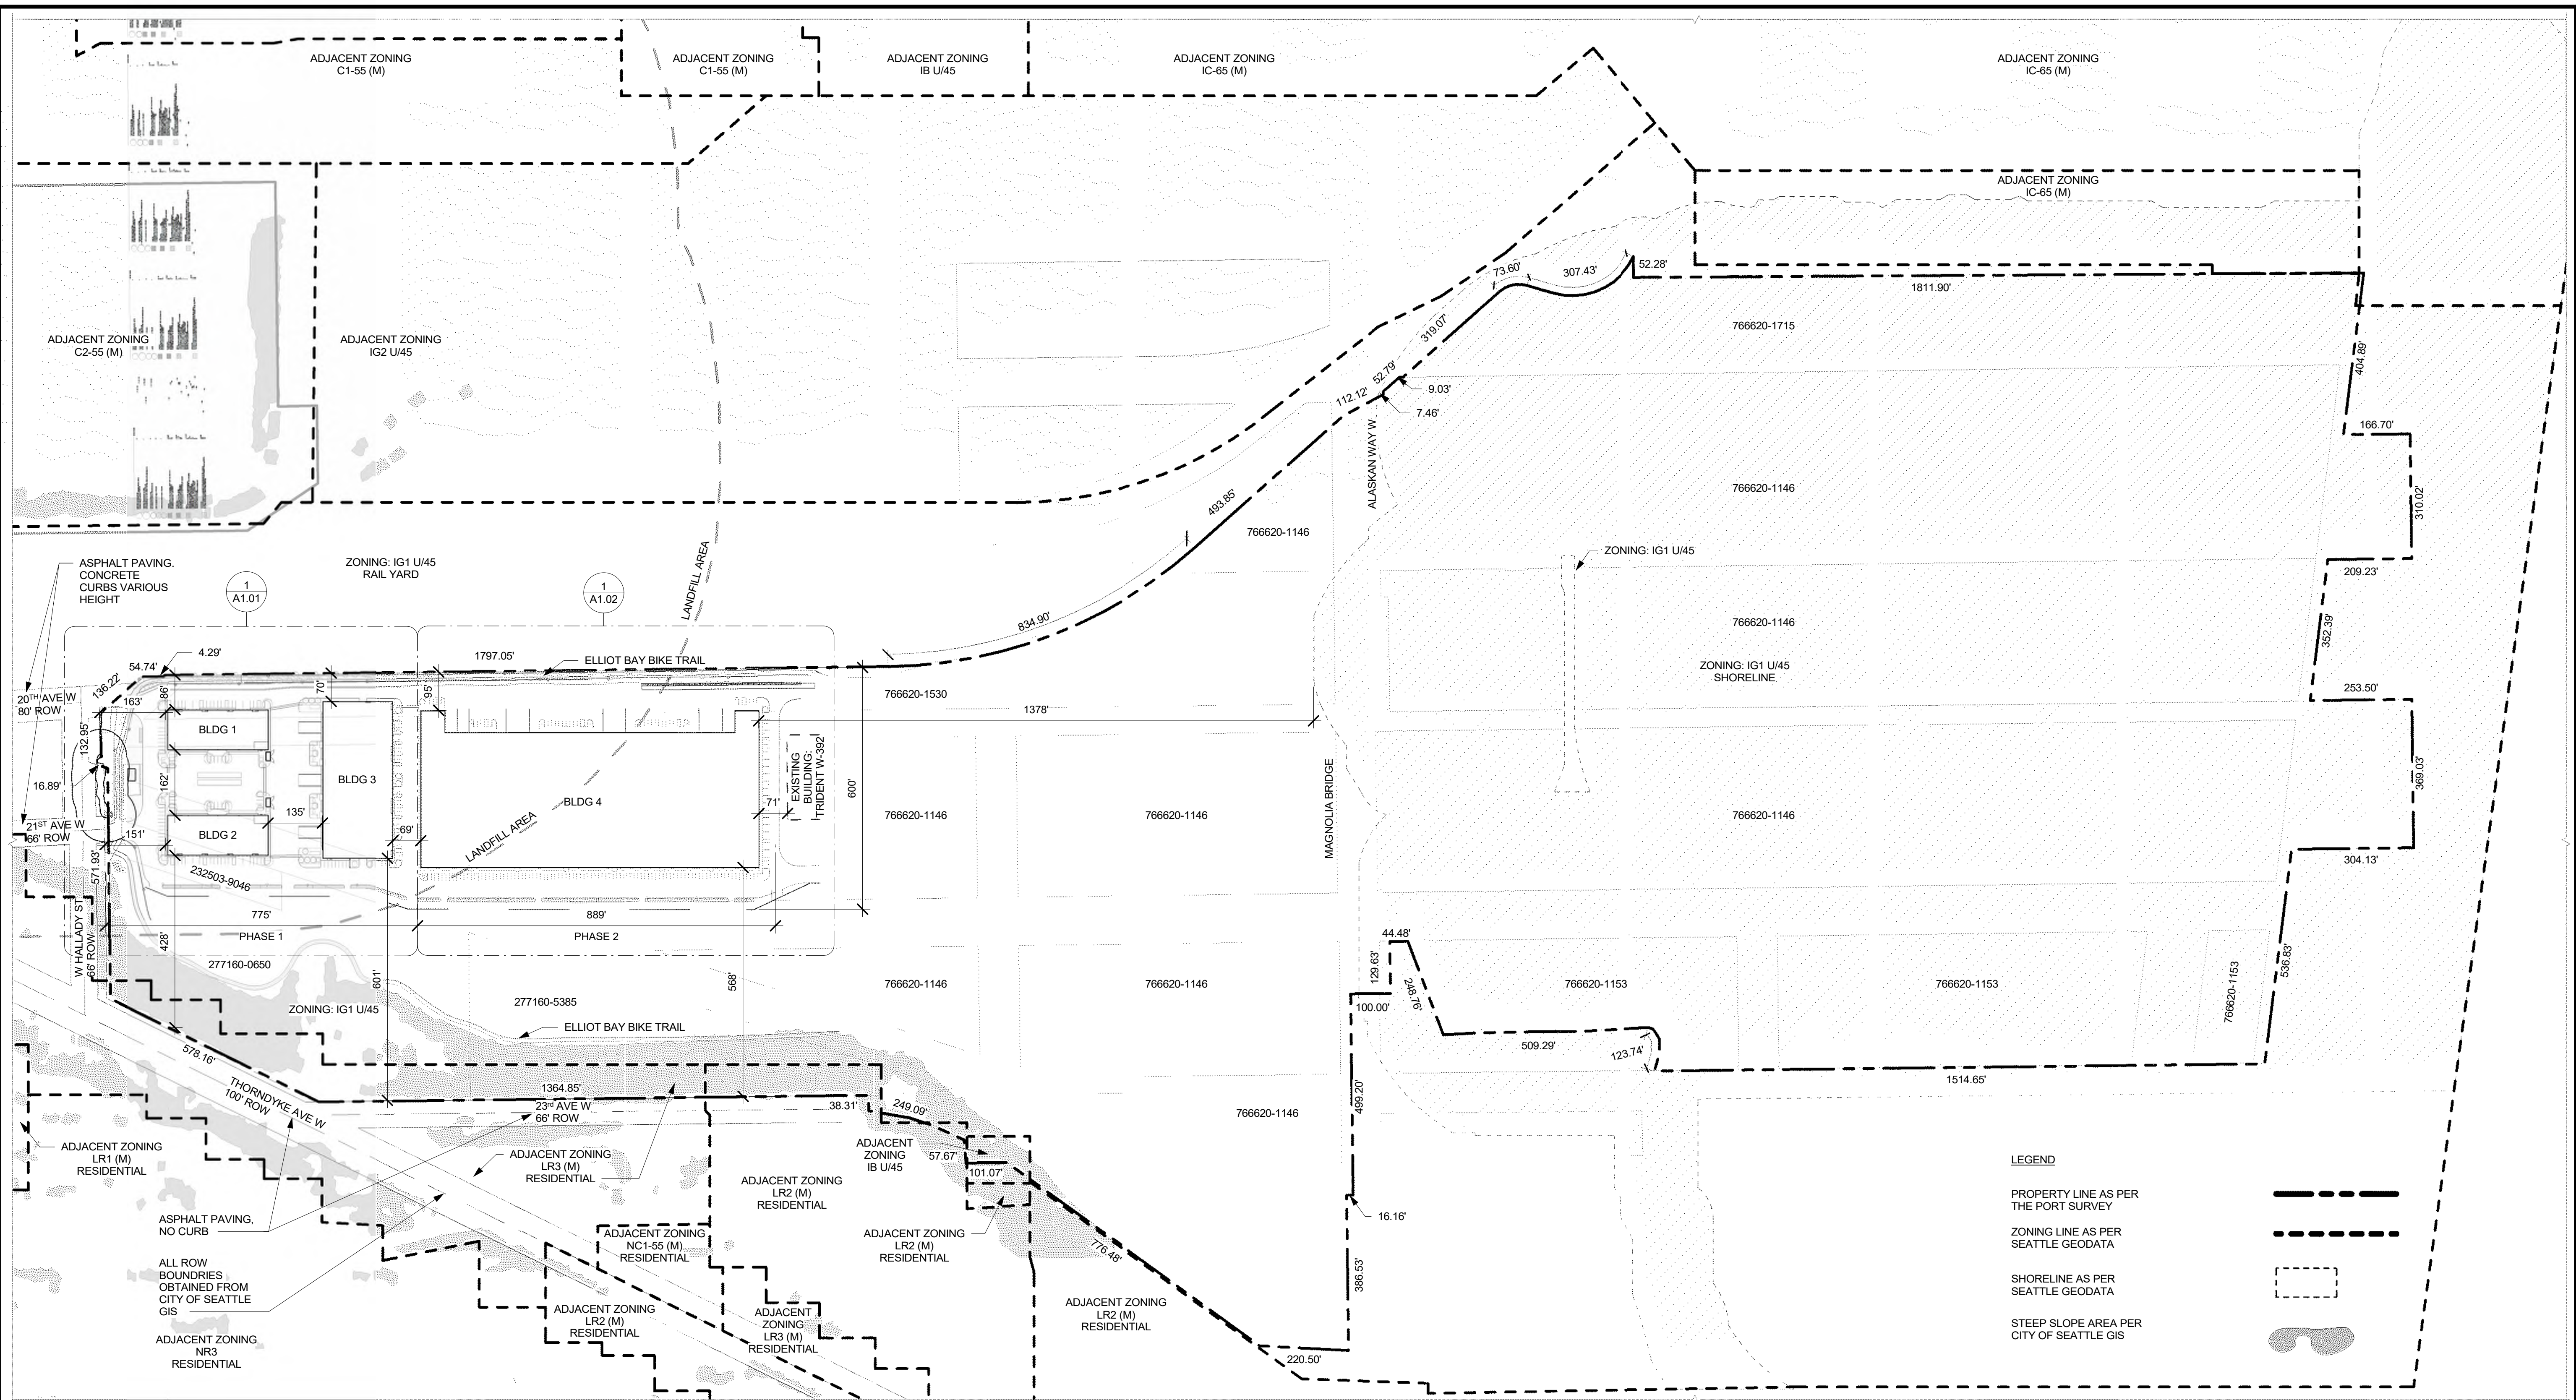 ADJACENT ZONING
C1-55 (M)
ADJACENT ZONING
C1-55 (M)
ADJACENT ZONING
IB U/45
ADJACENT ZONING
IC-65 (M)
ADJACENT ZONING
IC-65 (M)
ADJACENT ZONING
IC-65 (M)
ADJACENT ZONING
C2-55 (M)
ADJACENT ZONING
IG2 U/45
73.60'
307.43'
52.28'
1811.90'
766620-1715
319.07'
404.89'
52.79'
9.03'
112.12'
7.46'
166.70'
ALASKAN WAY W
766620-1146
310.02'
493.85'
766620-1146
ZONING: IG1 U/45
209.23'
ASPHALT PAVING.
CONCRETE
CURBS VARIOUS
HEIGHT
ZONING: IG1 U/45
RAIL YARD
1
A1.01
1
A1.02
LANDFILL AREA
834.90'
766620-1146
352.39'
ZONING: IG1 U/45
SHORELINE
54.74'
4.29'
1797.05'
ELLIOT BAY BIKE TRAIL
136.22'
86'
70'
95'
20TH AVE W
80' ROW
163'
766620-1530
1378'
253.50'
132.95'
BLDG 1
162'
16.89'
BLDG 3
135'
BLDG 4
71'
EXISTING
BUILDING:
TRIDENT W-392
600'
MAGNOLIA BRIDGE
369.03'
766620-1146
766620-1146
766620-1146
21ST AVE W
66' ROW
151'
BLDG 2
69'
LANDFILL AREA
571.93'
232503-9046
304.13'
775'
889'
PHASE 1
PHASE 2
W HALLADY ST
66' ROW
428'
277160-0650
601'
568'
44.48'
129.63'
248.76'
100.00'
536.83'
766620-1146
766620-1146
766620-1153
766620-1153
766620-1153
277160-5385
ZONING: IG1 U/45
ELLIOT BAY BIKE TRAIL
509.29'
123.74'
1514.65'
578.16'
THORNDYKE AVE W
100' ROW
1364.85'
23rd AVE W
66' ROW
38.31'
249.09'
499.20'
766620-1146
ADJACENT ZONING
LR1 (M)
RESIDENTIAL
ADJACENT ZONING
LR3 (M)
RESIDENTIAL
ADJACENT
ZONING
IB U/45
57.67'
101.07'
ADJACENT ZONING
LR2 (M)
RESIDENTIAL
16.16'
ASPHALT PAVING,
NO CURB
ADJACENT ZONING
NC1-55 (M)
RESIDENTIAL
ADJACENT ZONING
LR2 (M)
RESIDENTIAL
776.48'
386.53'
ALL ROW
BOUNDRIES
OBTAINED FROM
CITY OF SEATTLE
GIS
ADJACENT ZONING
LR2 (M)
RESIDENTIAL
ADJACENT
ZONING
LR3 (M)
RESIDENTIAL
ADJACENT ZONING
LR2 (M)
RESIDENTIAL
220.50'
ADJACENT ZONING
NR3
RESIDENTIAL
LEGEND
PROPERTY LINE AS PER
THE PORT SURVEY
ZONING LINE AS PER
SEATTLE GEODATA
SHORELINE AS PER
SEATTLE GEODATA
STEEP SLOPE AREA PER
CITY OF SEATTLE GIS